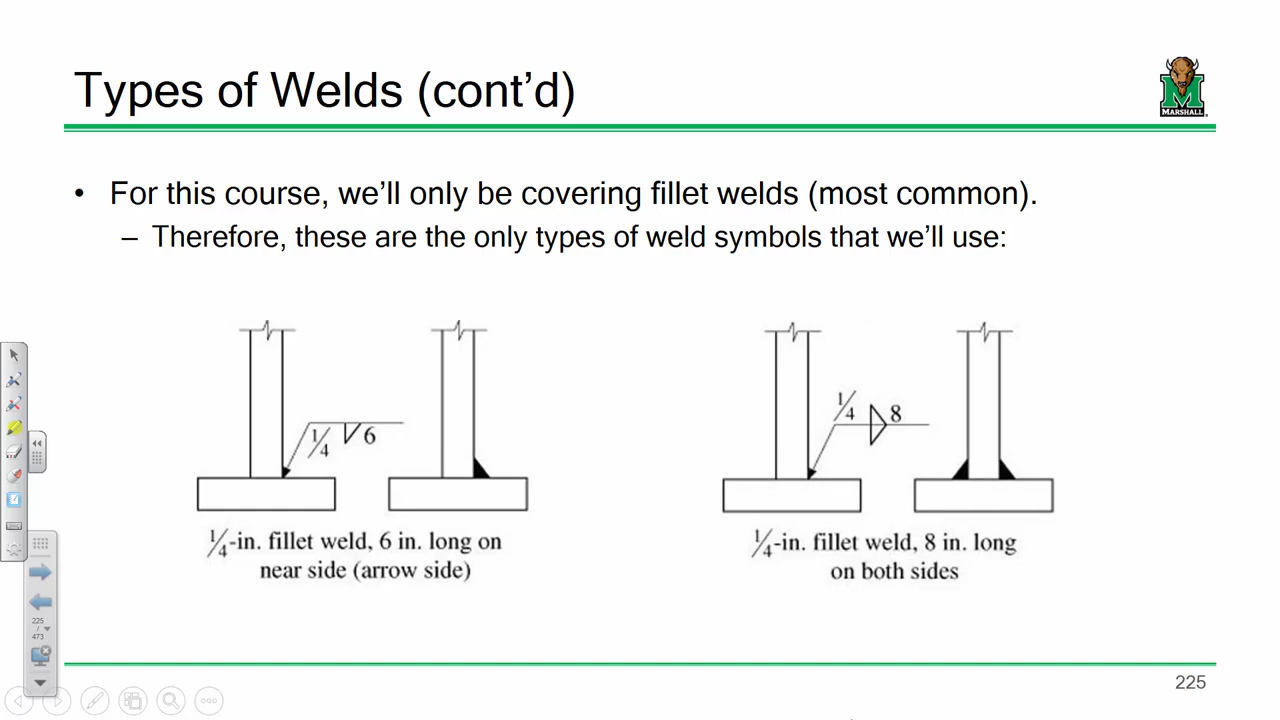 Types of Welds (cont’d)
MARSHALL
• For this course, we’ll only be covering fillet welds (most common).
– Therefore, these are the only types of weld symbols that we’ll use:
1/4 6
1/4 8
1/4-in. fillet weld, 6 in. long on
near side (arrow side)
1/4-in. fillet weld, 8 in. long
on both sides
225
/
473
225